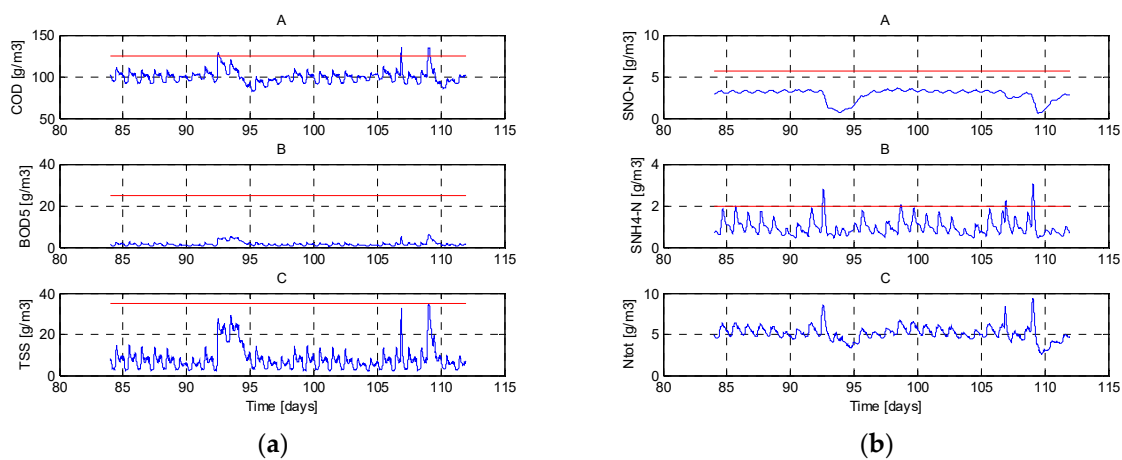 A
150
100
50
COD [g/m3]
80 85 90 95 100 105 110 115
B
40
20
0
BOD5 [g/m3]
80 85 90 95 100 105 110 115
C
40
20
0
TSS [g/m3]
80 85 90 95 100 105 110 115
Time [days]
(a)
A
10
5
0
SNO-N [g/m3]
80 85 90 95 100 105 110 115
B
4
2
0
SNH4-N [g/m3]
80 85 90 95 100 105 110 115
C
10
5
0
Ntot [g/m3]
80 85 90 95 100 105 110 115
Time [days]
(b)